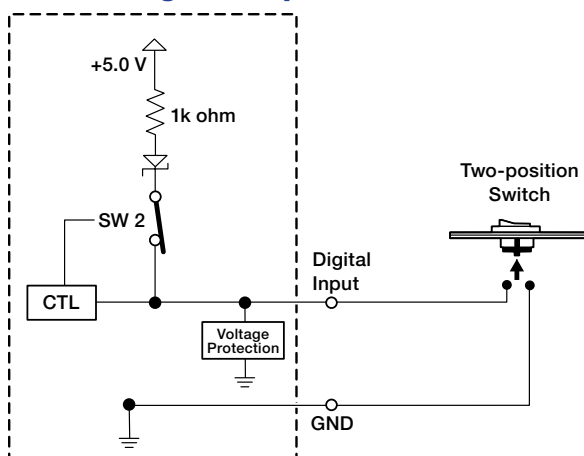 +5.0 V
1k ohm
Two-position
Switch
SW 2
Digital
Input
CTL
Voltage
Protection
GND